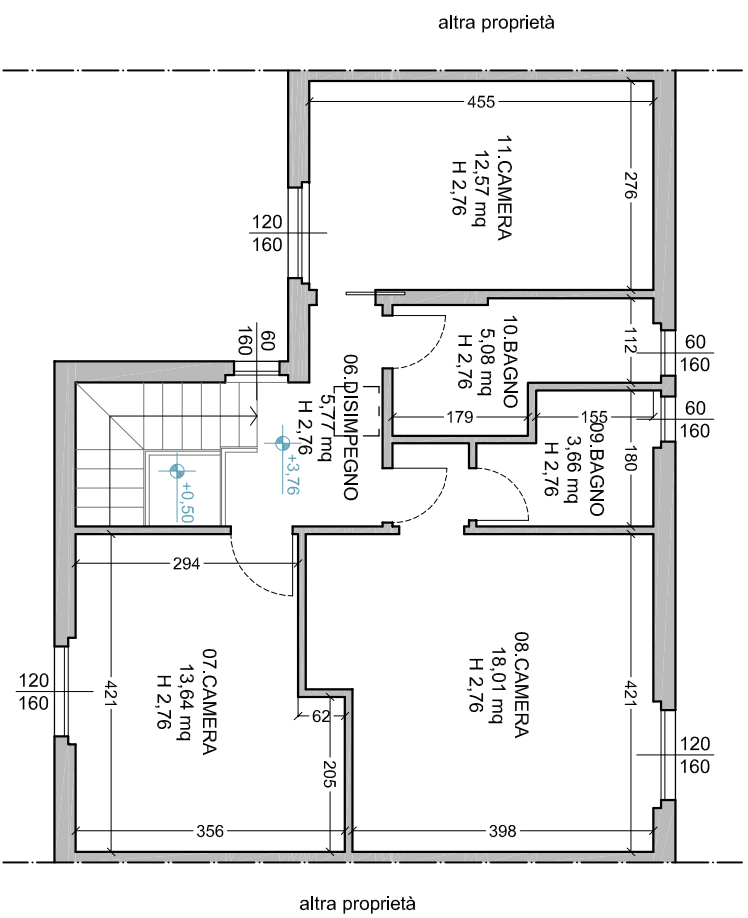 altra proprietà
455
11.CAMERA
12,57 mq
H 2,76
276
120
160
60
160
10.BAGNO
5,08 mq
H 2,76
112
60
160
06.DISIMPEGNO
5,77 mq
H 2,76
179
155
60
160
09.BAGNO
3,66 mq
H 2,76
180
+3,76
+0,50
294
07.CAMERA
13,64 mq
H 2,76
08.CAMERA
18,01 mq
H 2,76
120
160
421
62
205
421
120
160
356
398
altra proprietà